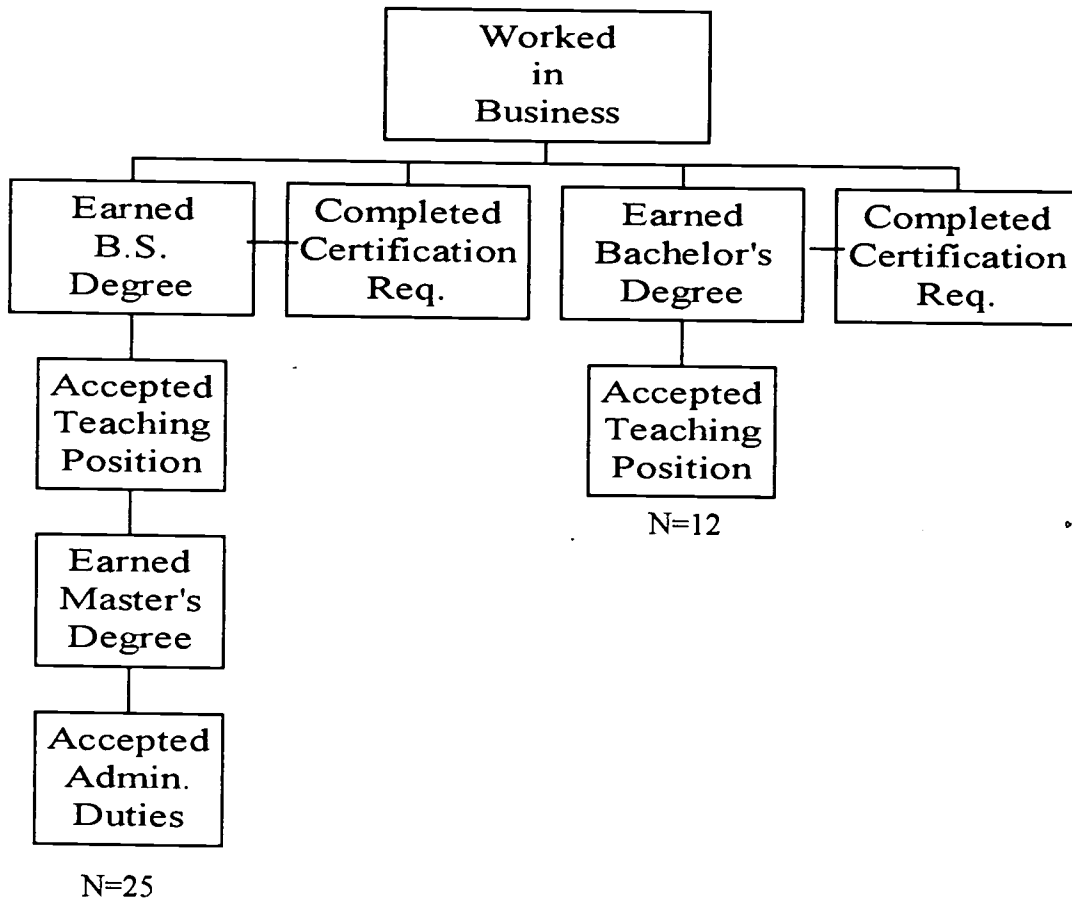 Worked
in
Business
Earned
B.S.
Degree
Completed
Certification
Req.
Earned
Bachelor's
Degree
Completed
Certification
Req.
Accepted
Teaching
Position
Accepted
Teaching
Position
N=12
Earned
Master's
Degree
Accepted
Admin.
Duties
N=25